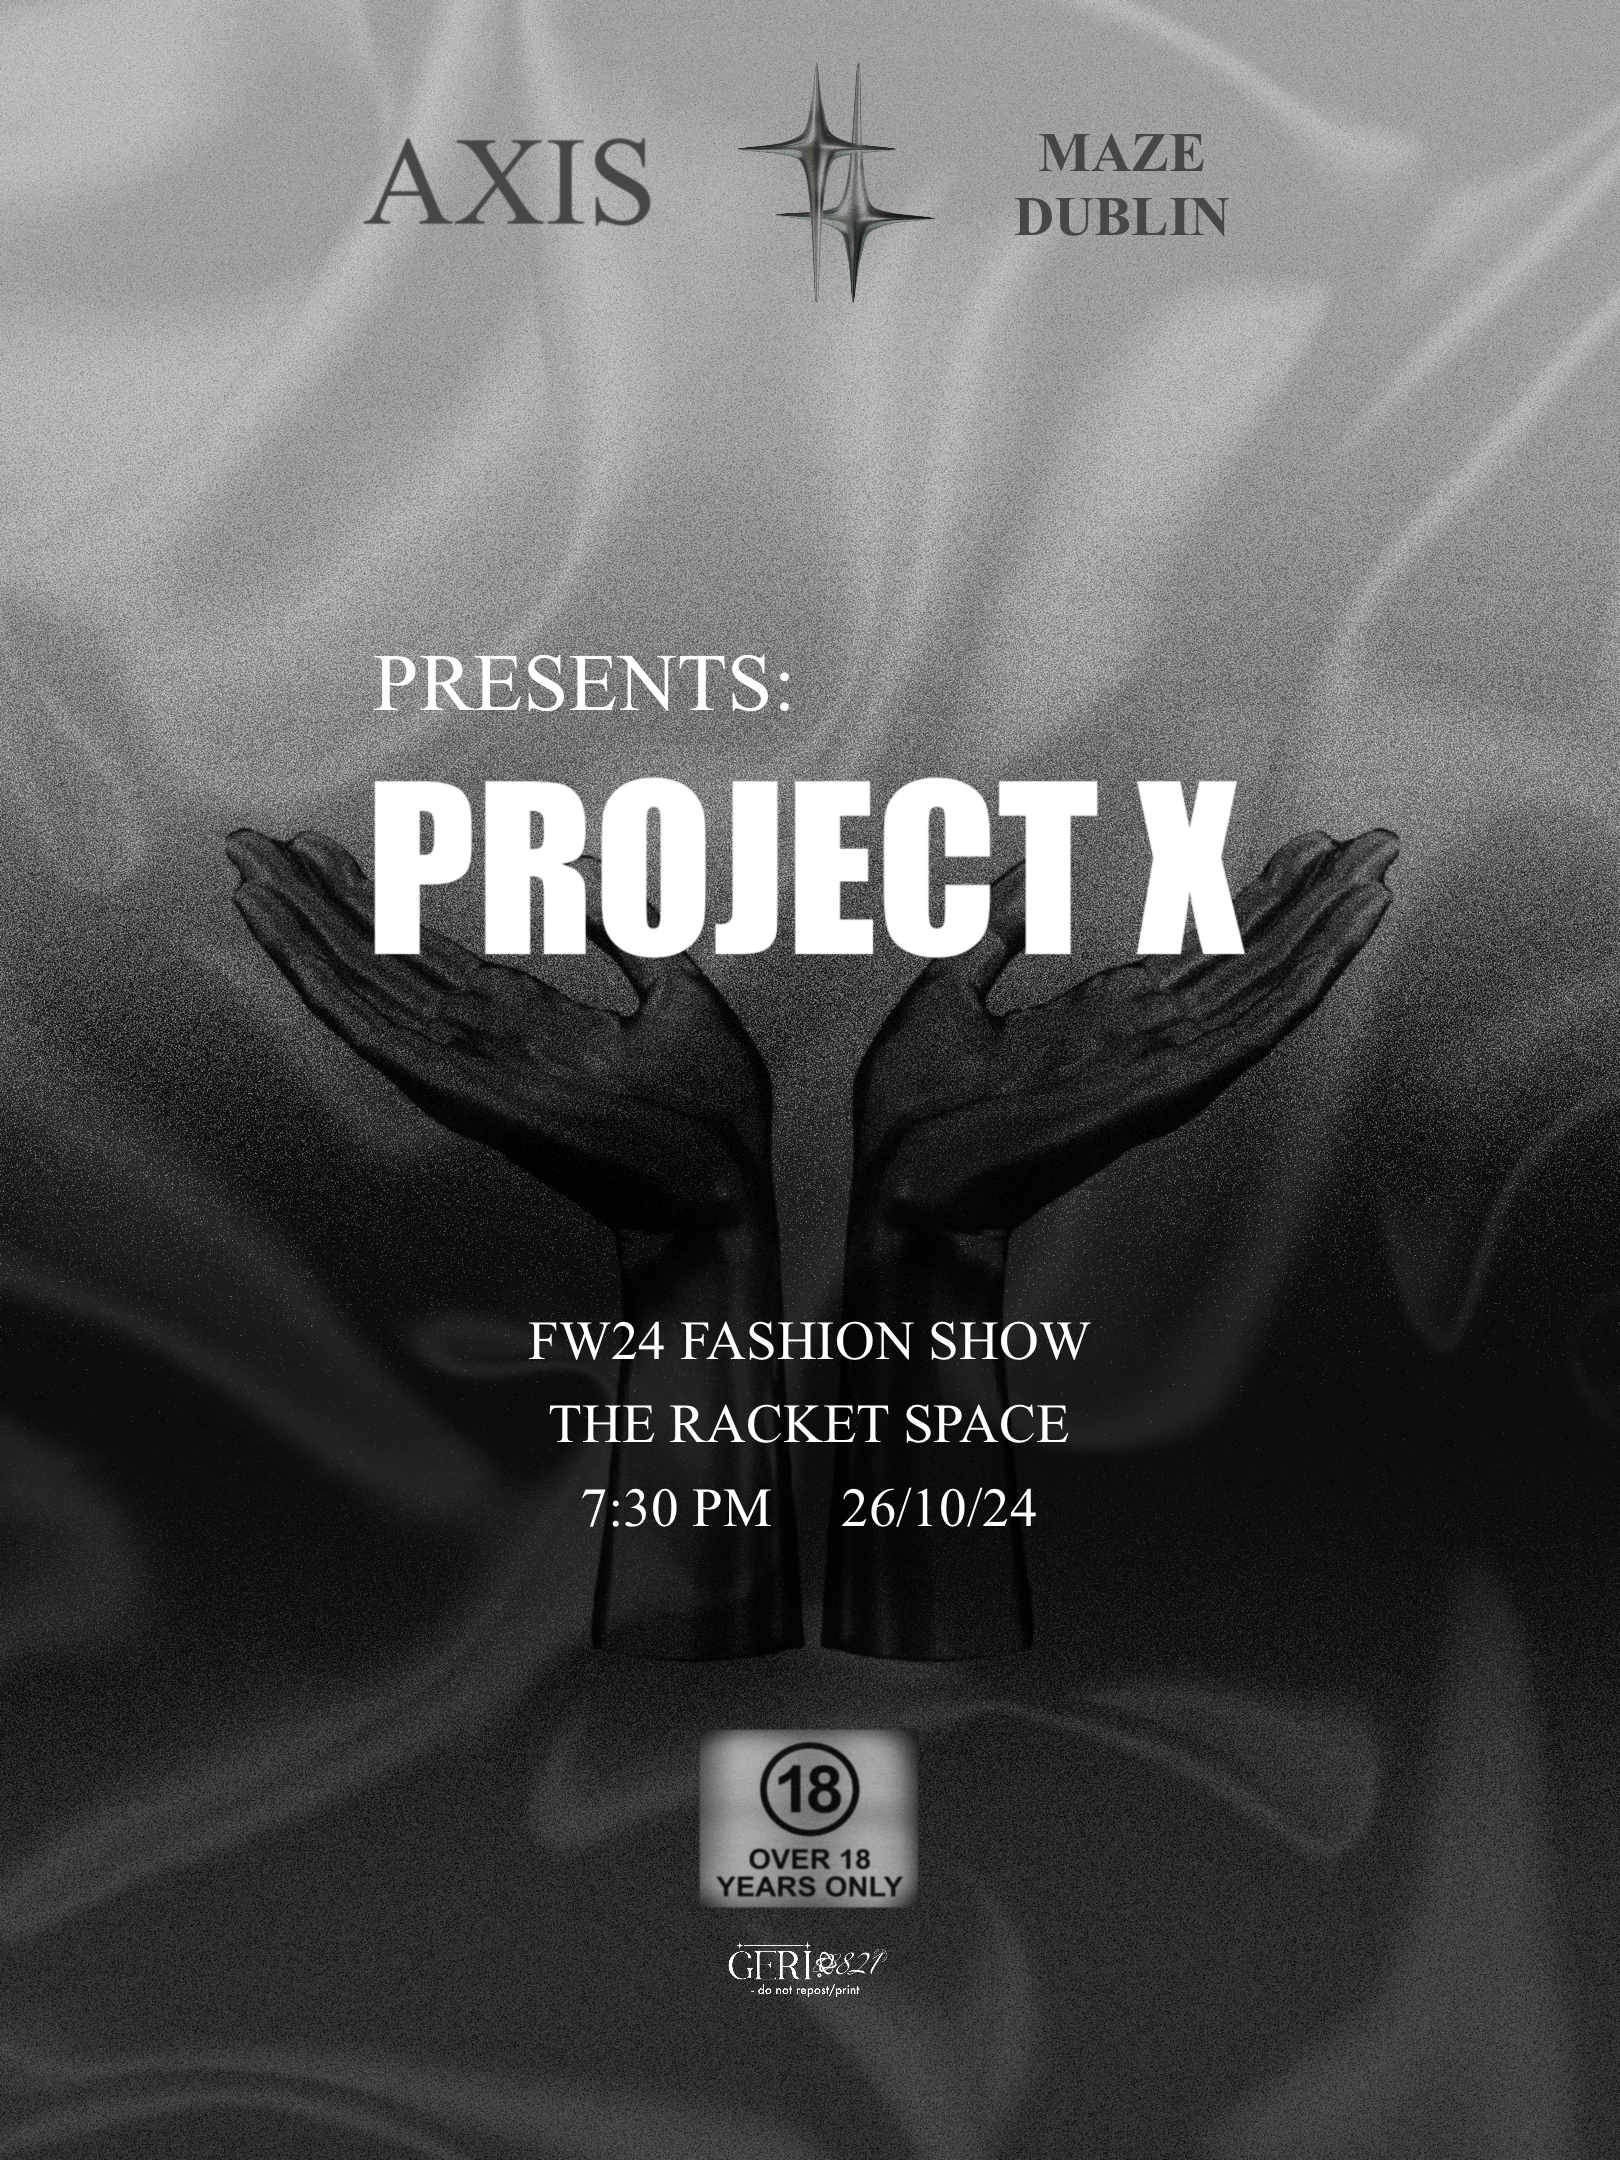 AXIS
MAZE
DUBLIN
PRESENTS:
PROJECT X
FW24 FASHION SHOW
THE RACKET SPACE
7:30 PM 26/10/24
18
OVER 18
YEARS ONLY
- do not repost/print